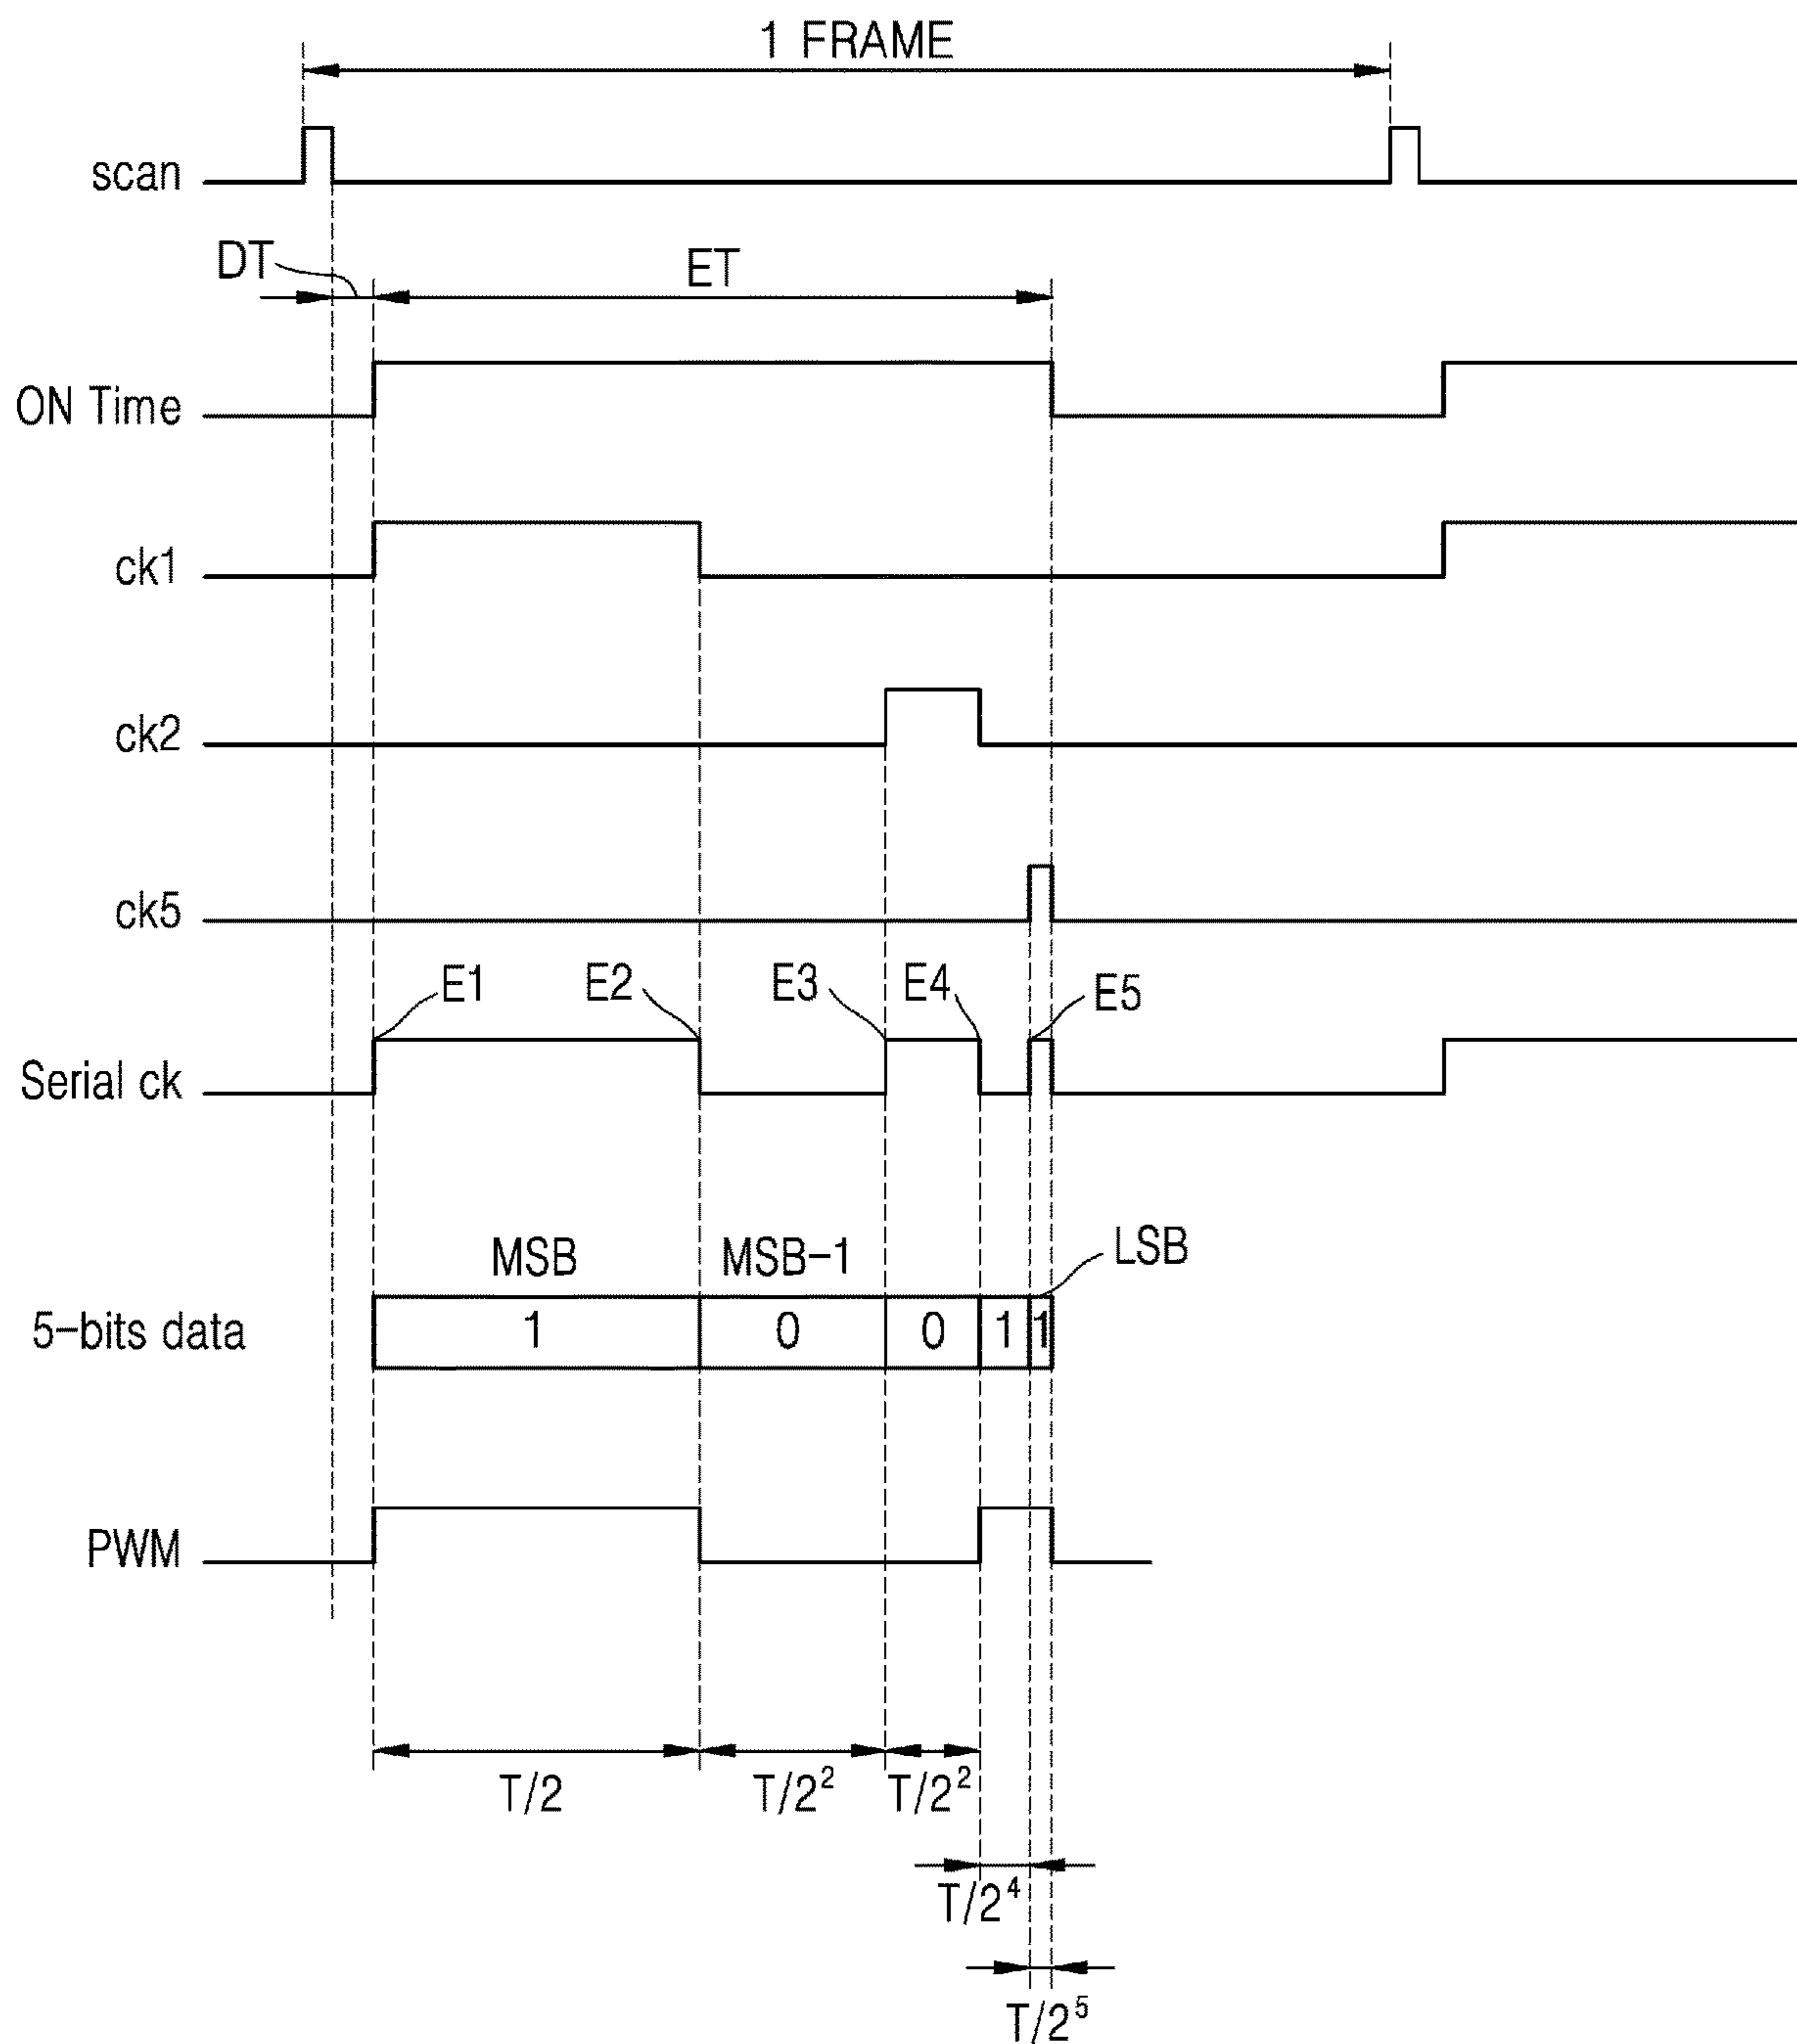 1 FRAME
scan
DT
ET
ON Time
ck1
ck2
ck5
E1
E2
E3
E4
E5
Serial ck
MSB
MSB-1
LSB
5-bits data
1
0
0
1
1
PWM
T/2
T/2²
T/2²
T/2⁴
T/2⁵